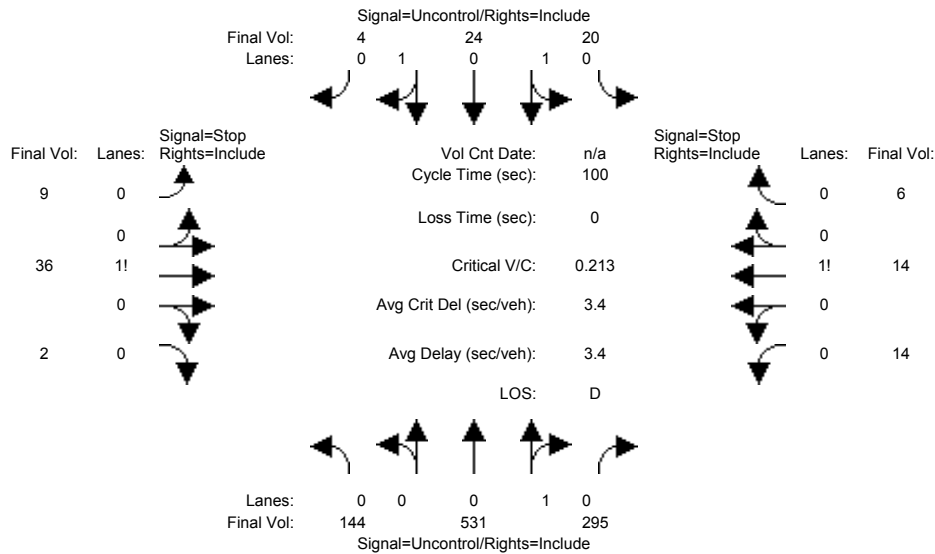 Signal=Uncontrol/Rights=Include
Final Vol: 4 24 20
Lanes: 0 1 0 1 0
Signal=Stop Signal=Stop
Final Vol: Lanes: Rights=Include Vol Cnt Date: n/a Rights=Include Lanes: Final Vol:
Cycle Time (sec): 100
9 0 0 6
Loss Time (sec): 0
0 0
36 1! Critical V/C: 0.213 1! 14
0 Avg Crit Del (sec/veh): 3.4 0
2 0 Avg Delay (sec/veh): 3.4 0 14
LOS: D
Lanes: 0 0 0 1 0
Final Vol: 144 531 295
Signal=Uncontrol/Rights=Include